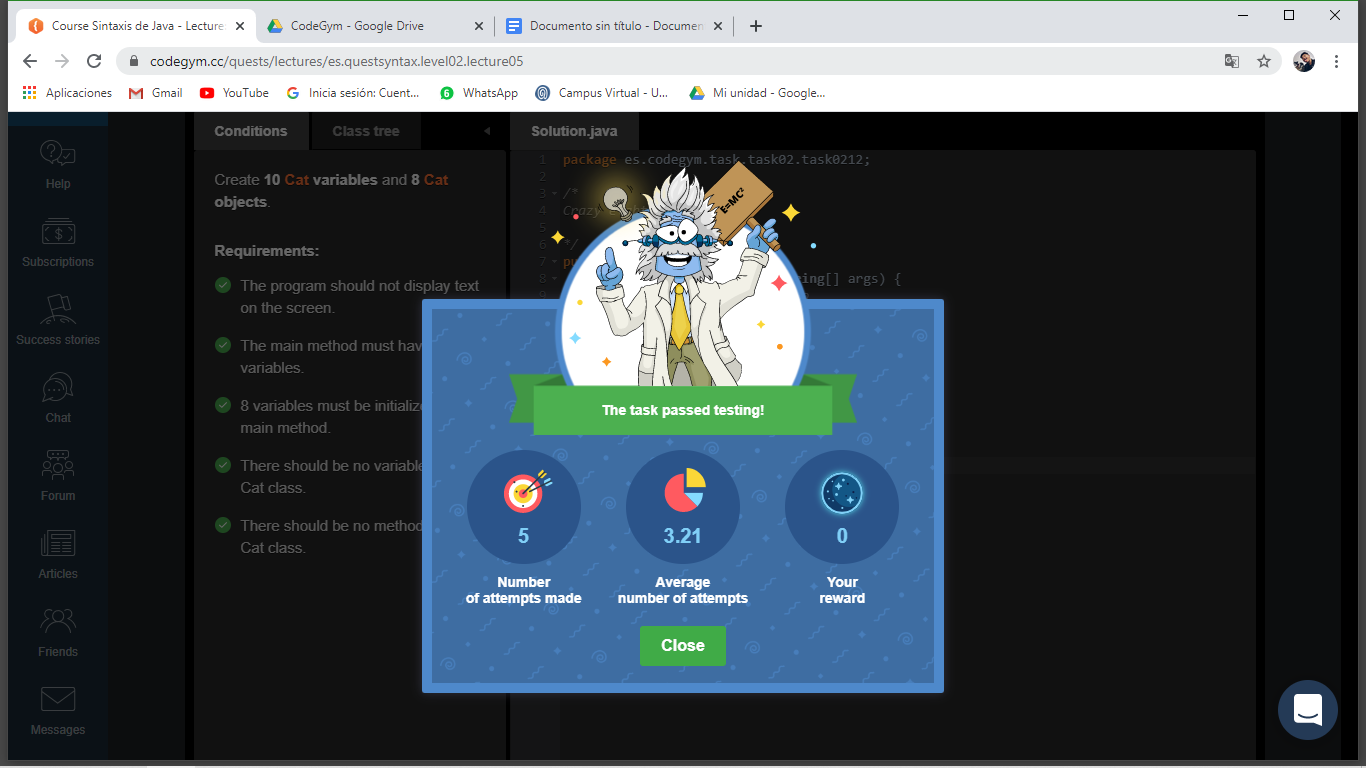 Course Sintaxis de Java - Lecture
CodeGym - Google Drive
Documento sin título - Documen
codegym.cc/quests/lectures/es.questsyntax.level02.lecture05
Aplicaciones
Gmail
YouTube
Inicia sesión: Cuent...
6
WhatsApp
Campus Virtual - U...
Mi unidad - Google...
Help
Subscriptions
Success stories
Chat
Forum
Articles
Friends
Messages
Conditions
Class tree
Create 10 Cat variables and 8 Cat
objects.
Requirements:
The program should not display text
on the screen.
The main method must hav
variables.
8 variables must be initialize
main method.
There should be no variable
Cat class.
There should be no method
Cat class.
Solution.java
1 package es.codegym.task.task02.task0212;
2
3 /*
4
5
6 */
7 pu
8 ring[] args) {
E=MC²
The task passed testing!
5
Number
of attempts made
3.21
Average
number of attempts
0
Your
reward
Close